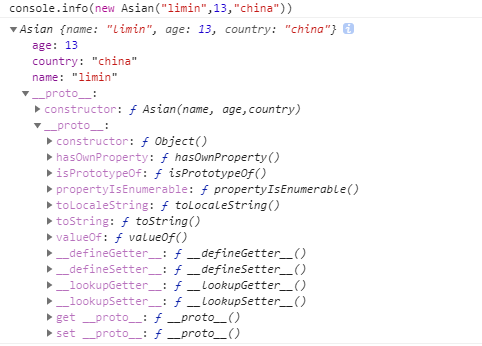 console.info(new Asian("limin",13,"china"))
Asian {name: "limin", age: 13, country: "china"}
age: 13
country: "china"
name: "limin"
__proto__:
constructor: ƒ Asian(name, age,country)
__proto__:
constructor: ƒ Object()
hasOwnProperty: ƒ hasOwnProperty()
isPrototypeOf: ƒ isPrototypeOf()
propertyIsEnumerable: ƒ propertyIsEnumerable()
toLocaleString: ƒ toLocaleString()
toString: ƒ toString()
valueOf: ƒ valueOf()
__defineGetter__: ƒ __defineGetter__()
__defineSetter__: ƒ __defineSetter__()
__lookupGetter__: ƒ __lookupGetter__()
__lookupSetter__: ƒ __lookupSetter__()
get __proto__: ƒ __proto__()
set __proto__: ƒ __proto__()